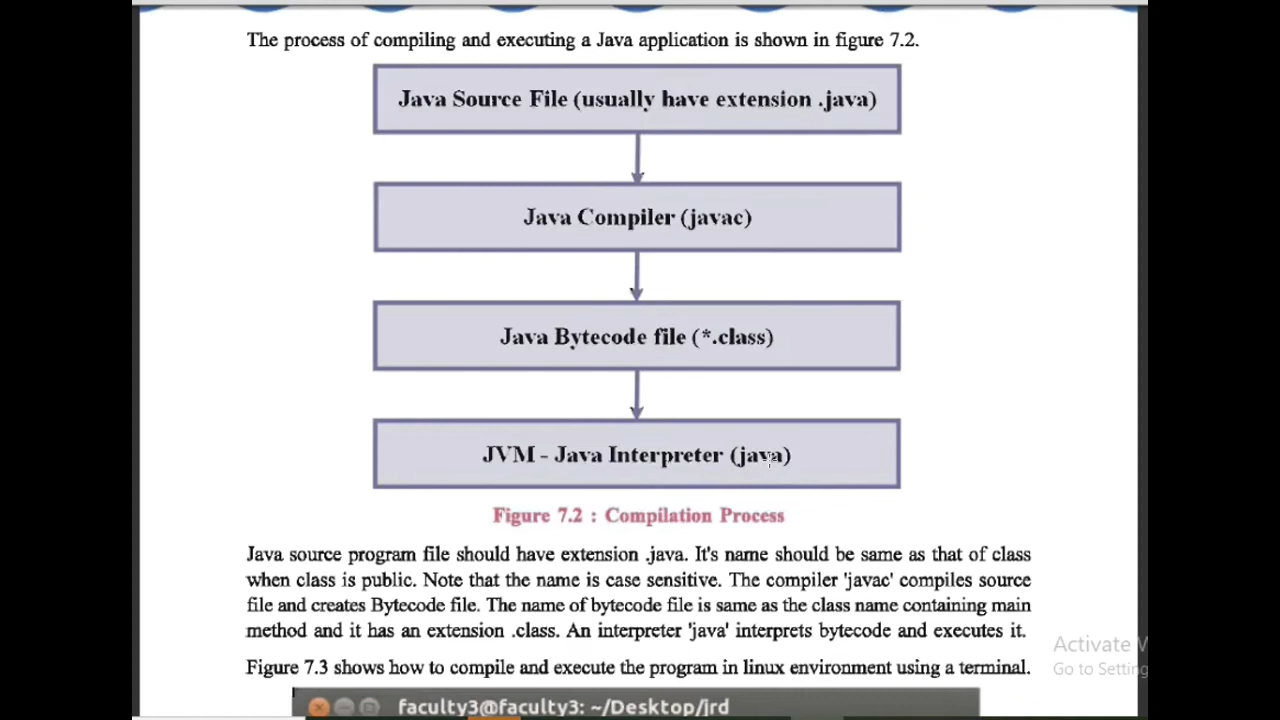 The process of compiling and executing a Java application is shown in figure 7.2.
Java Source File (usually have extension .java)
Java Compiler (javac)
Java Bytecode file (*.class)
JVM - Java Interpreter (java)
Figure 7.2 : Compilation Process
Java source program file should have extension .java. It's name should be same as that of class
when class is public. Note that the name is case sensitive. The compiler 'javac' compiles source
file and creates Bytecode file. The name of bytecode file is same as the class name containing main
method and it has an extension .class. An interpreter 'java' interprets bytecode and executes it.
Figure 7.3 shows how to compile and execute the program in linux environment using a terminal.
faculty3@faculty3: ~/Desktop/jrd
Activate W
Go to Setting